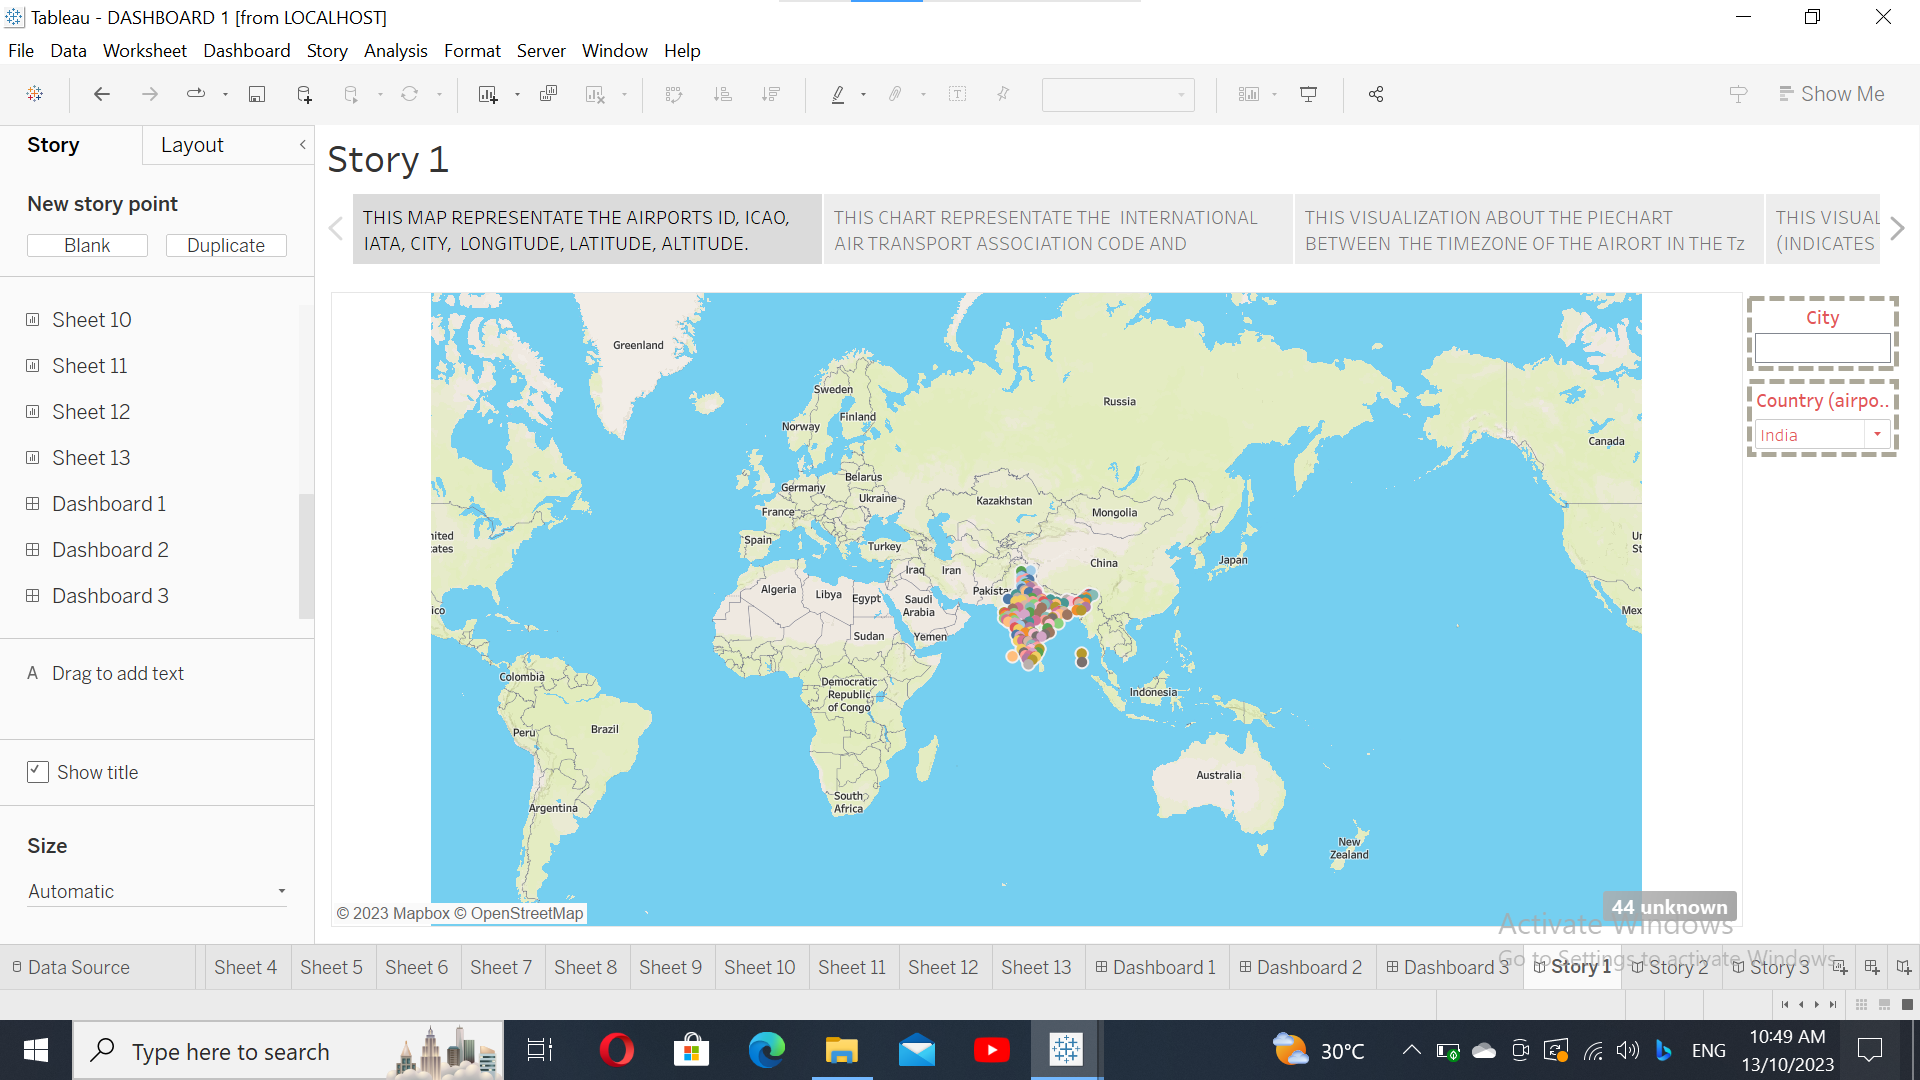 Tableau - DASHBOARD 1 [from LOCALHOST]
File Data Worksheet Dashboard Story Analysis Format Server Window Help
Show Me
Story Layout
New story point
Blank Duplicate
Sheet 10
Sheet 11
Sheet 12
Sheet 13
Dashboard 1
Dashboard 2
Dashboard 3
A Drag to add text
Show title
Size
Automatic
Story 1
THIS MAP REPRESENTATE THE AIRPORTS ID, ICAO,
IATA, CITY, LONGITUDE, LATITUDE, ALTITUDE.
THIS CHART REPRESENTATE THE INTERNATIONAL
AIR TRANSPORT ASSOCIATION CODE AND
THIS VISUALIZATION ABOUT THE PIECHART
BETWEEN THE TIMEZONE OF THE AIRORT IN THE Tz
THIS VISUAL
(INDICATES
Greenland
Sweden
Finland
Norway
Russia
Canada
Belarus
Germany
Ukraine
France
Kazakhstan
Mongolia
Spain
Turkey
Iraq
Iran
China
Japan
nited
ates
Ur
St
Algeria
Libya
Egypt
Saudi
Arabia
Pakista
ico
Mex
Sudan
Yemen
Colombia
Democratic
Republic
of Congo
Indonesia
Peru
Brazil
Australia
Argentina
South
Africa
New
Zealand
© 2023 Mapbox © OpenStreetMap
44 unknown
City
Country (airpo..
India
Activate Windows
Go to Settings to activate Windows.
Data Source Sheet 4 Sheet 5 Sheet 6 Sheet 7 Sheet 8 Sheet 9 Sheet 10 Sheet 11 Sheet 12 Sheet 13 Dashboard 1 Dashboard 2 Dashboard 3 Story 1 Story 2 Story 3
Type here to search
30°C
ENG
10:49 AM
13/10/2023